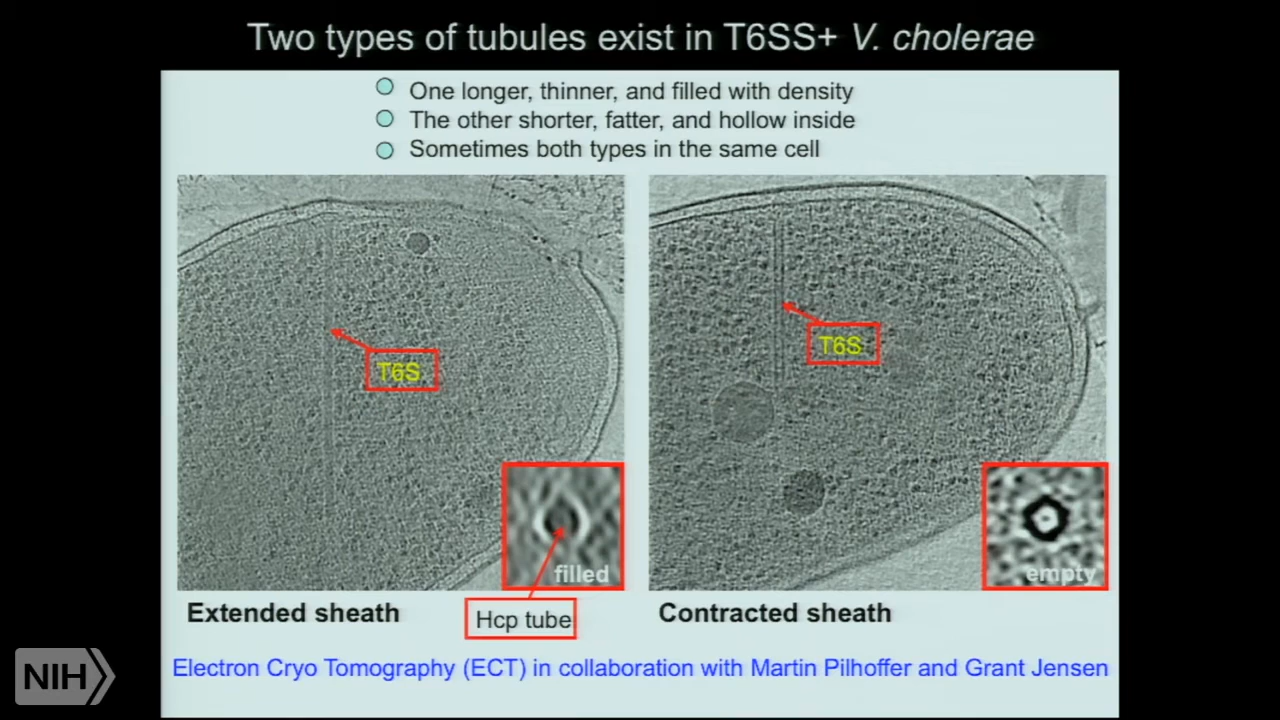 Two types of tubules exist in T6SS+ V. cholerae
One longer, thinner, and filled with density
The other shorter, fatter, and hollow inside
Sometimes both types in the same cell
T6S
T6S
filled
empty
Extended sheath
Hcp tube
Contracted sheath
Electron Cryo Tomography (ECT) in collaboration with Martin Pilhoffer and Grant Jensen
NIH